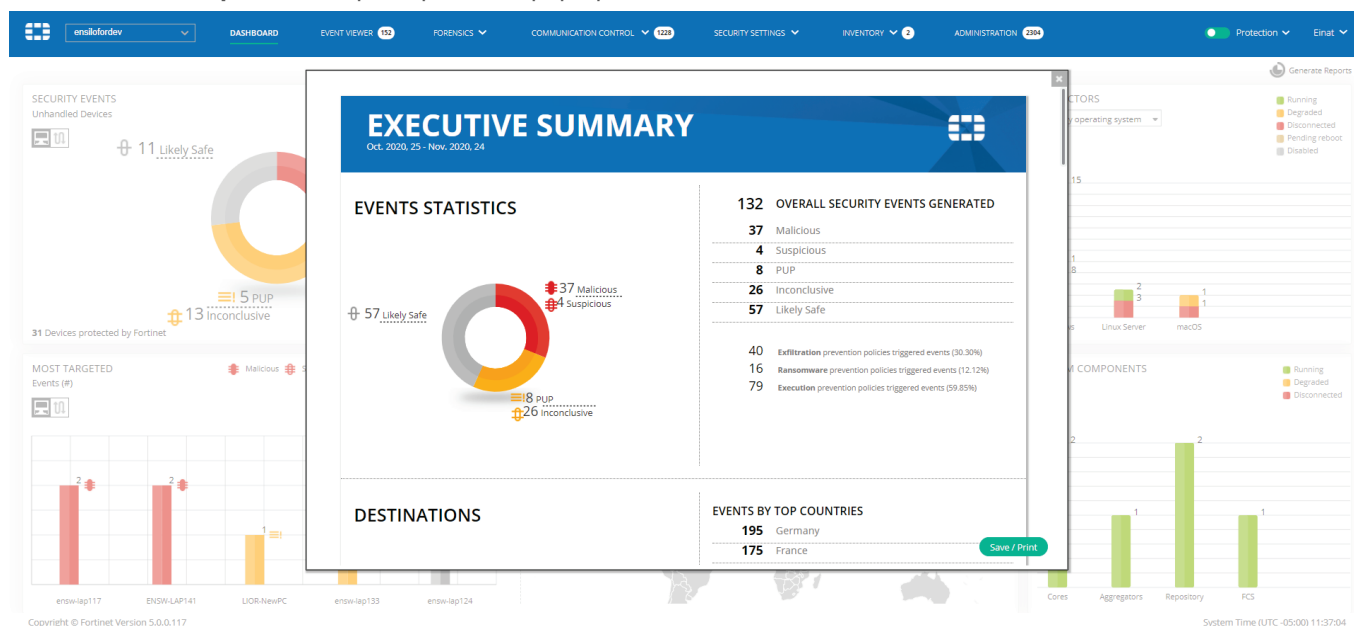 ensilofordev
DASHBOARD
EVENT VIEWER 152
FORENSICS
COMMUNICATION CONTROL 1228
SECURITY SETTINGS
INVENTORY 2
ADMINISTRATION 2304
Protection
Einat
Generate Reports
SECURITY EVENTS
Unhandled Devices
11 Likely Safe
5 PUP
13 Inconclusive
31 Devices protected by Fortinet
EXECUTIVE SUMMARY
Oct. 2020, 25 - Nov. 2020, 24
EVENTS STATISTICS
37 Malicious
4 Suspicious
57 Likely Safe
8 PUP
26 Inconclusive
132 OVERALL SECURITY EVENTS GENERATED
37 Malicious
4 Suspicious
8 PUP
26 Inconclusive
57 Likely Safe
40 Exfiltration prevention policies triggered events (30.30%)
16 Ransomware prevention policies triggered events (12.12%)
79 Execution prevention policies triggered events (59.85%)
DESTINATIONS
EVENTS BY TOP COUNTRIES
195 Germany
175 France
Save / Print
CTORS
y operating system
Running
Degraded
Disconnected
Pending reboot
Disabled
15
1
8
2
3
1
1
Linux Server
macOS
MOST TARGETED
Events (#)
Malicious
2
2
1
ensw-lap117
ENSW-LAP141
LIOR-NewPC
ensw-lap133
ensw-lap124
M COMPONENTS
Running
Degraded
Disconnected
2
1
2
1
Cores
Aggregators
Repository
FCS
Copyright © Fortinet Version 5.0.0.117
System Time (UTC -05:00) 11:37:04